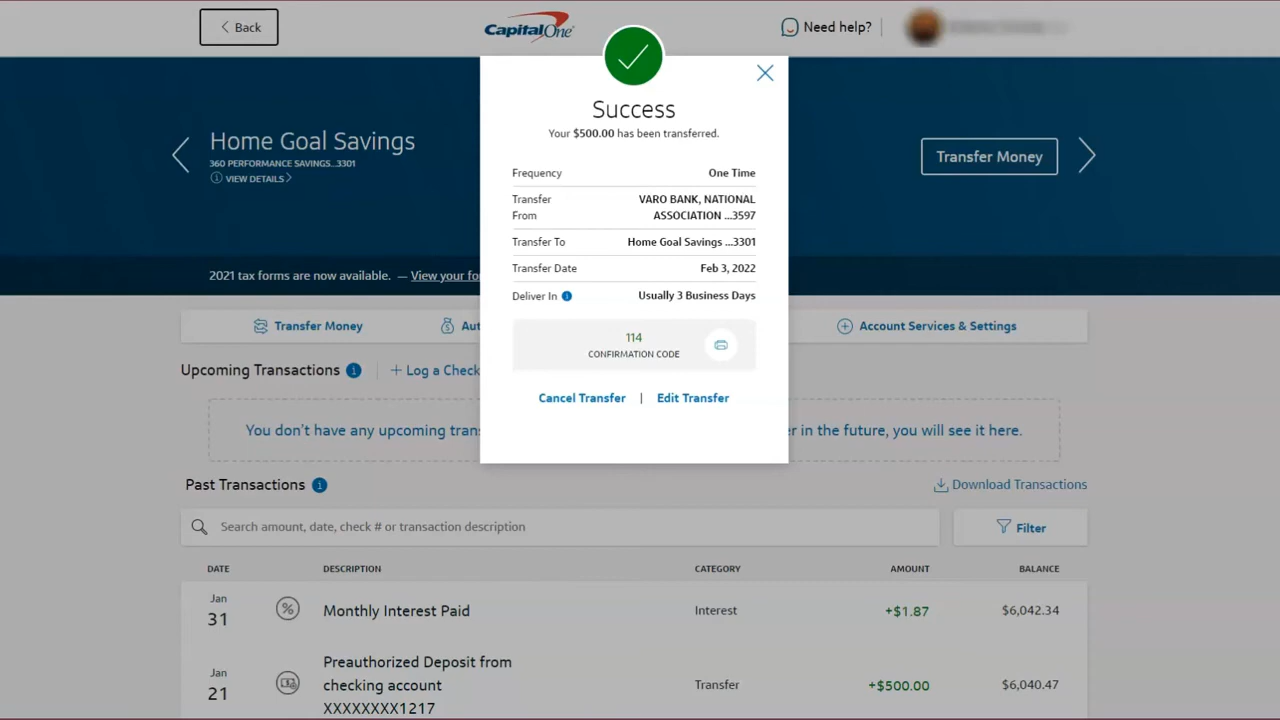 Back
CapitalOne
Need help?
Success
Your $500.00 has been transferred.
Home Goal Savings
360 PERFORMANCE SAVINGS...3301
VIEW DETAILS
Transfer Money
Frequency One Time
Transfer VARO BANK, NATIONAL
From ASSOCIATION ...3597
Transfer To Home Goal Savings ...3301
Transfer Date Feb 3, 2022
2021 tax forms are now available. — View your fo
Deliver In Usually 3 Business Days
Transfer Money Aut Account Services & Settings
114
CONFIRMATION CODE
Upcoming Transactions + Log a Check
Cancel Transfer | Edit Transfer
You don't have any upcoming tran r in the future, you will see it here.
Past Transactions Download Transactions
Search amount, date, check # or transaction description Filter
DATE DESCRIPTION CATEGORY AMOUNT BALANCE
Jan
31 Monthly Interest Paid Interest +$1.87 $6,042.34
Preauthorized Deposit from
Jan
checking account Transfer +$500.00 $6,040.47
21
XXXXXXXX1217